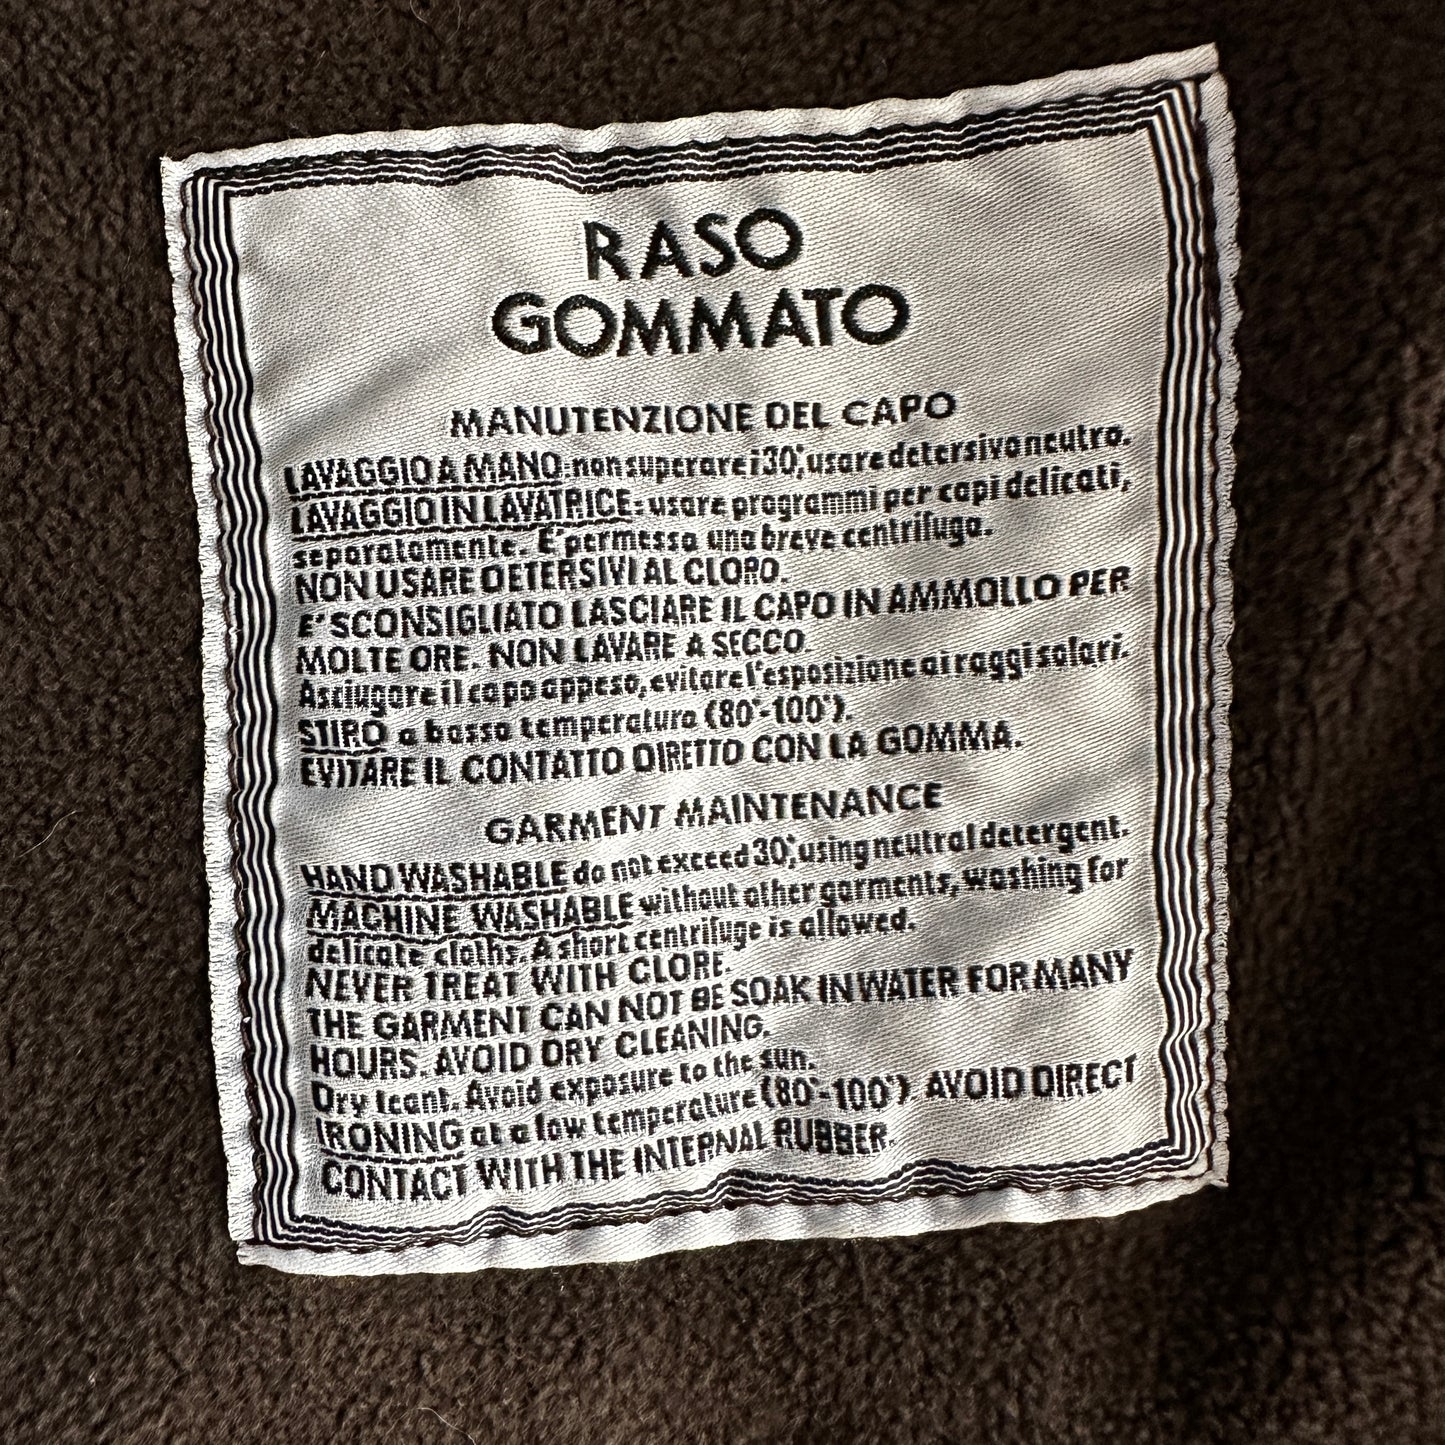 RASO
GOMMATO
MANUTENZIONE DEL CAPO
LAVAGGIO A MANO: non superare i 30°, usare detersivo neutro.
LAVAGGIO IN LAVATRICE: usare programmi per capi delicati,
separatamente. E' permessa una breve centrifuga.
NON USARE DETERSIVI AL CLORO.
E' SCONSIGLIATO LASCIARE IL CAPO IN AMMOLLO PER
MOLTE ORE. NON LAVARE A SECCO.
Asciugare il capo appeso, evitare l'esposizione ai raggi solari.
STIRO a bassa temperatura (80°-100°).
EVITARE IL CONTATTO DIRETTO CON LA GOMMA.
GARMENT MAINTENANCE
HAND WASHABLE do not exceed 30°, using neutral detergent.
MACHINE WASHABLE without other garments, washing for
delicate cloths. A short centrifuge is allowed.
NEVER TREAT WITH CLORE.
THE GARMENT CAN NOT BE SOAK IN WATER FOR MANY
HOURS. AVOID DRY CLEANING.
Dry leant. Avoid exposure to the sun.
IRONING at a low temperature (80°-100°). AVOID DIRECT
CONTACT WITH THE INTERNAL RUBBER.